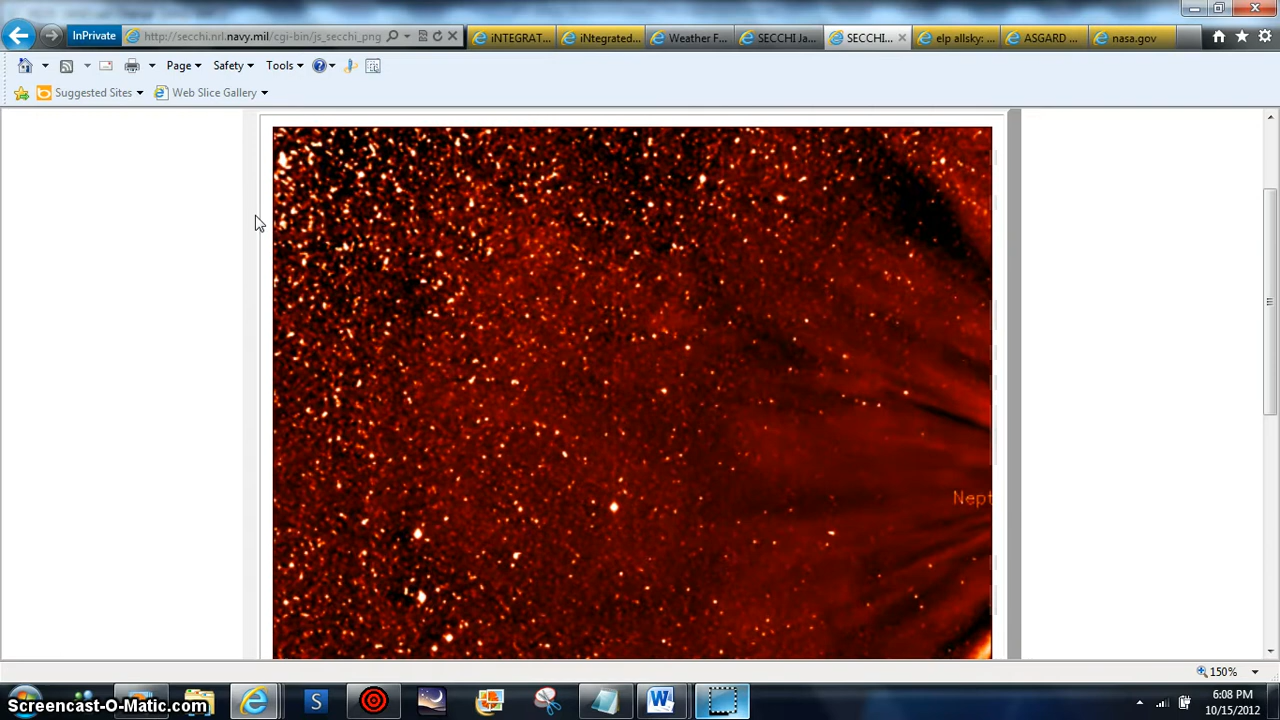 InPrivate
http://secchi.nrl.navy.mil/cgi-bin/js_secchi_png
iNTEGRAT...
iNtegrated...
Weather F...
SECCHI Ja...
SECCHI...
elp allsky: ...
ASGARD ...
nasa.gov
Page
Safety
Tools
Suggested Sites
Web Slice Gallery
Nept
150%
S
W
6:08 PM
10/15/2012
Screencast-O-Matic.com